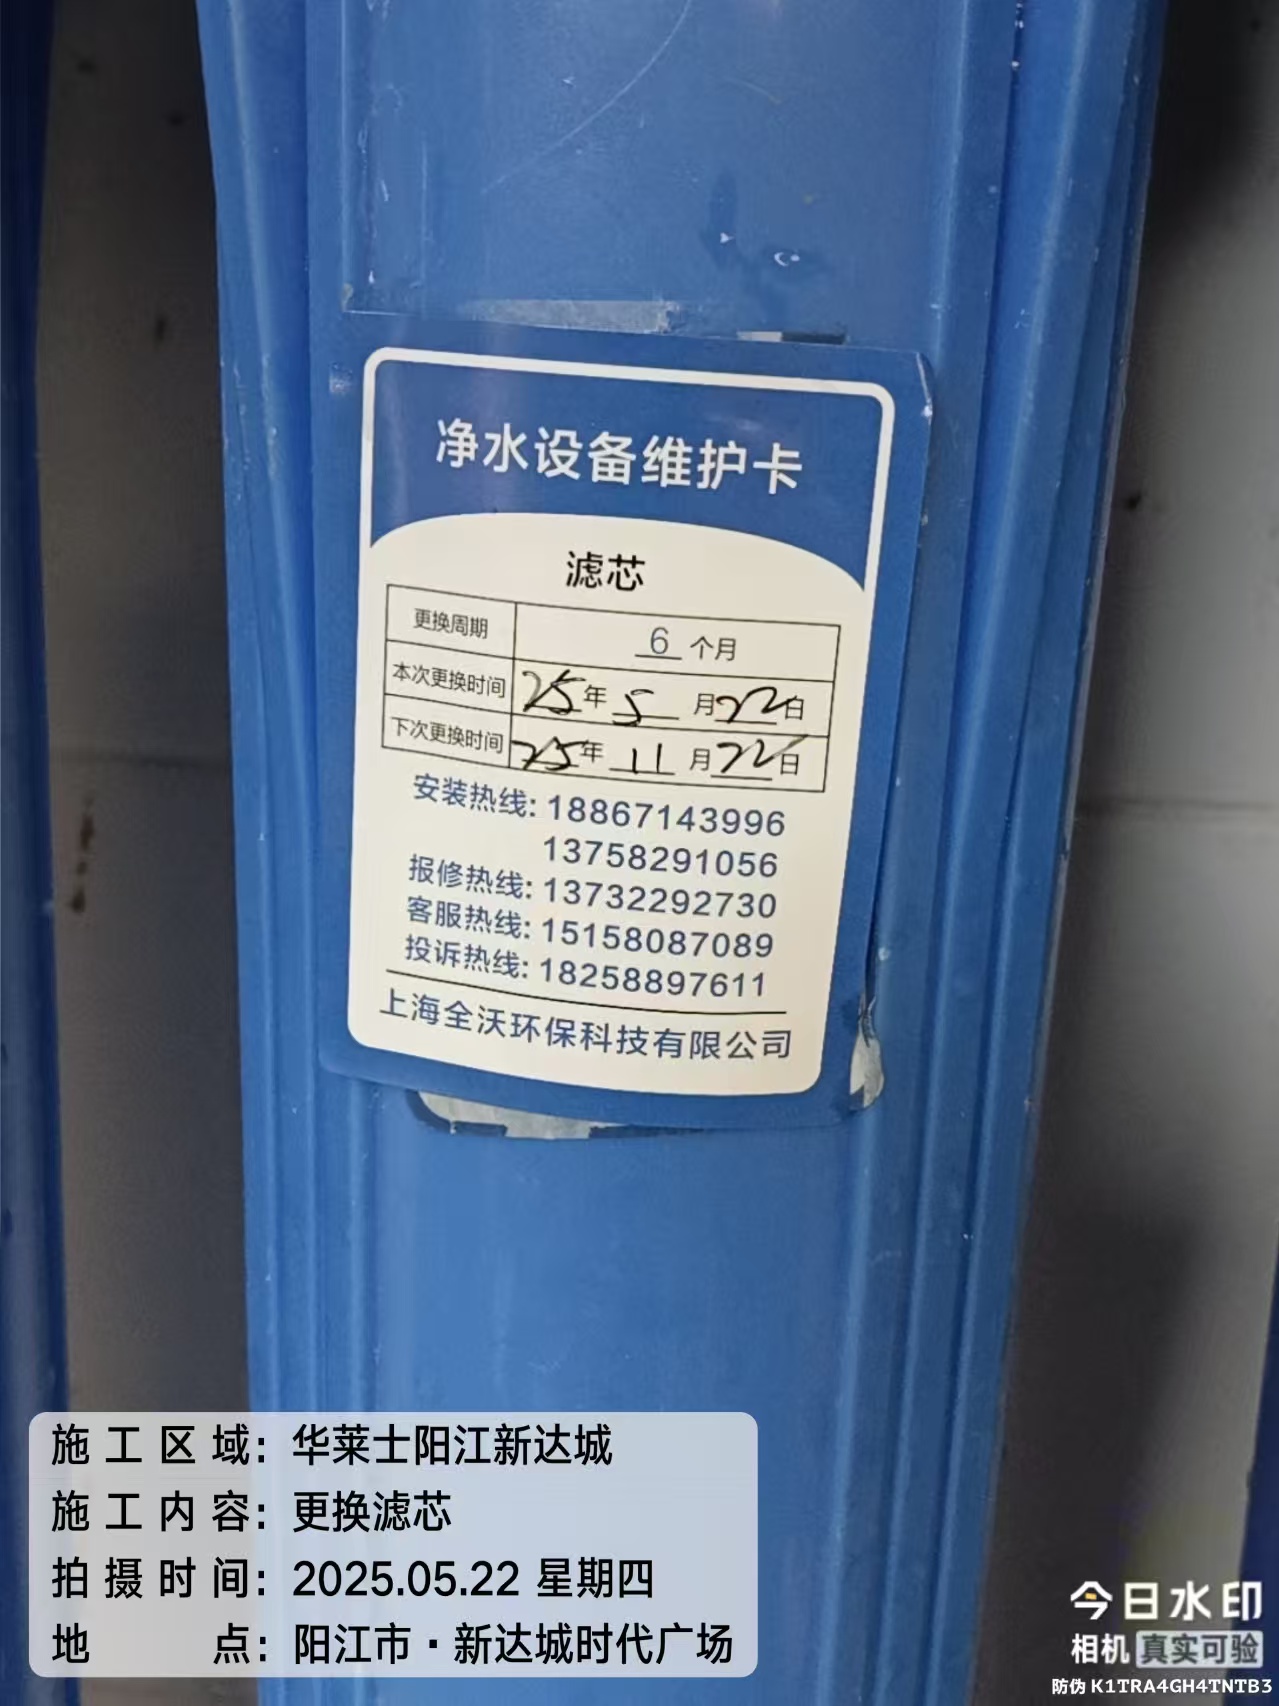 净水设备维护卡
滤芯
更换周期 6 个月
本次更换时间 25年 5 月22日
下次更换时间 25年 11 月22日
安装热线: 18867143996
13758291056
报修热线: 13732292730
客服热线: 15158087089
投诉热线: 18258897611
上海全沃环保科技有限公司
施工区域: 华莱士阳江新达城
施工内容: 更换滤芯
拍摄时间: 2025.05.22 星期四
地点: 阳江市·新达城时代广场
今日水印
相机 真实可验
防伪 K1TRA4GH4TNTB3